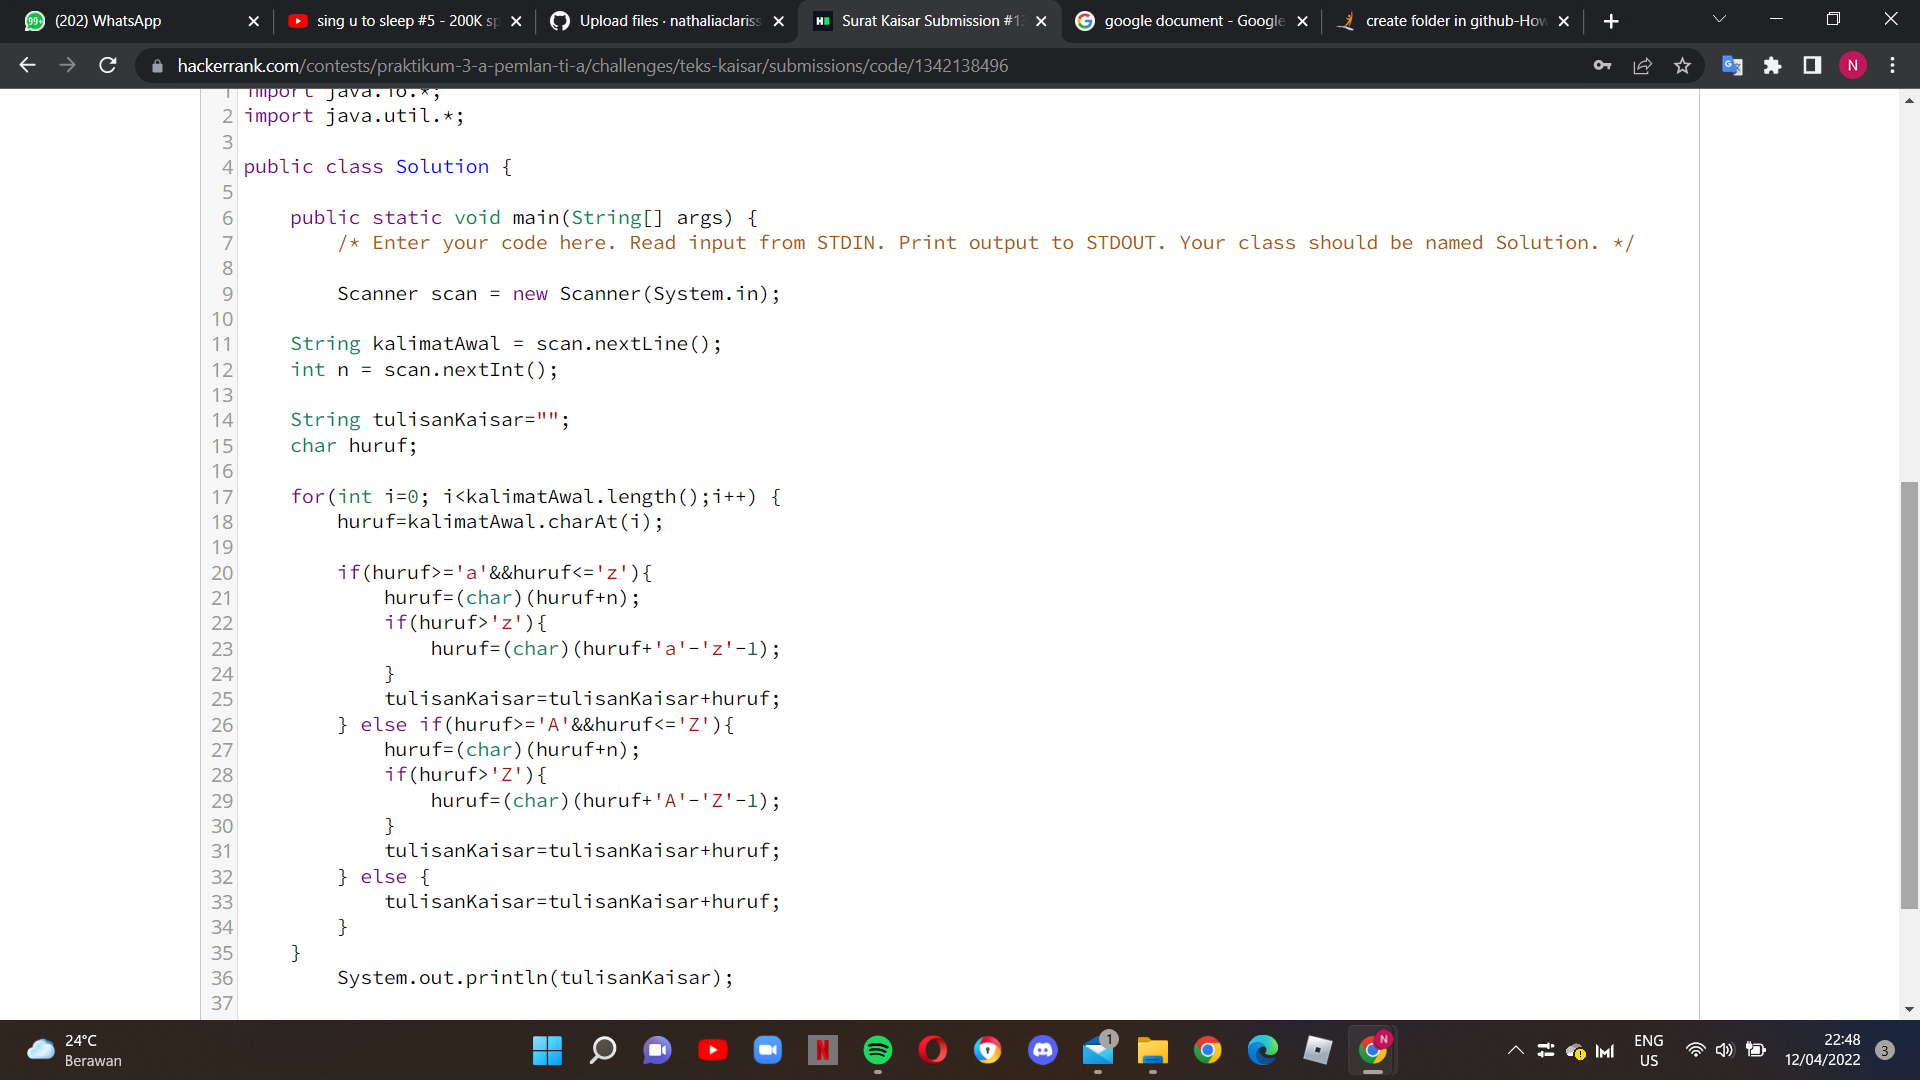 (202) WhatsApp
sing u to sleep #5 - 200K sp
Upload files · nathaliaclariss
Surat Kaisar Submission #13
google document - Google
create folder in github-How
hackerrank.com/contests/praktikum-3-a-pemlan-ti-a/challenges/teks-kaisar/submissions/code/1342138496
N
1 import java.io.*;
2 import java.util.*;
3
4 public class Solution {
5
6 public static void main(String[] args) {
7 /* Enter your code here. Read input from STDIN. Print output to STDOUT. Your class should be named Solution. */
8
9 Scanner scan = new Scanner(System.in);
10
11 String kalimatAwal = scan.nextLine();
12 int n = scan.nextInt();
13
14 String tulisanKaisar="";
15 char huruf;
16
17 for(int i=0; i<kalimatAwal.length();i++) {
18 huruf=kalimatAwal.charAt(i);
19
20 if(huruf>='a'&&huruf<='z'){
21 huruf=(char)(huruf+n);
22 if(huruf>'z'){
23 huruf=(char)(huruf+'a'-'z'-1);
24 }
25 tulisanKaisar=tulisanKaisar+huruf;
26 } else if(huruf>='A'&&huruf<='Z'){
27 huruf=(char)(huruf+n);
28 if(huruf>'Z'){
29 huruf=(char)(huruf+'A'-'Z'-1);
30 }
31 tulisanKaisar=tulisanKaisar+huruf;
32 } else {
33 tulisanKaisar=tulisanKaisar+huruf;
34 }
35 }
36 System.out.println(tulisanKaisar);
37
24°C
Berawan
1
N
ENG
US
22:48
12/04/2022
3